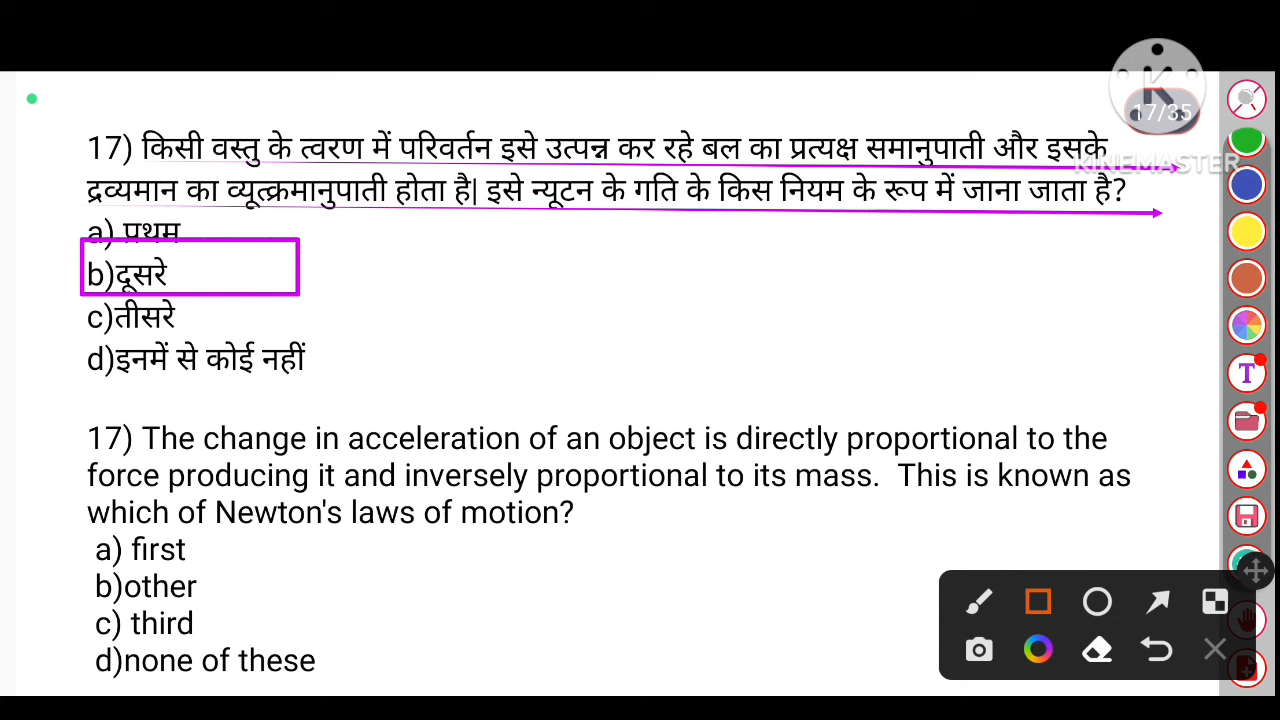 17/35
KINEMASTER
17) किसी वस्तु के त्वरण में परिवर्तन इसे उत्पन्न कर रहे बल का प्रत्यक्ष समानुपाती और इसके
द्रव्यमान का व्यूत्क्रमानुपाती होता है| इसे न्यूटन के गति के किस नियम के रूप में जाना जाता है?
a) प्रथम
b)दूसरे
c)तीसरे
d)इनमें से कोई नहीं
17) The change in acceleration of an object is directly proportional to the
force producing it and inversely proportional to its mass.  This is known as
which of Newton's laws of motion?
a) first
b)other
c) third
d)none of these
T